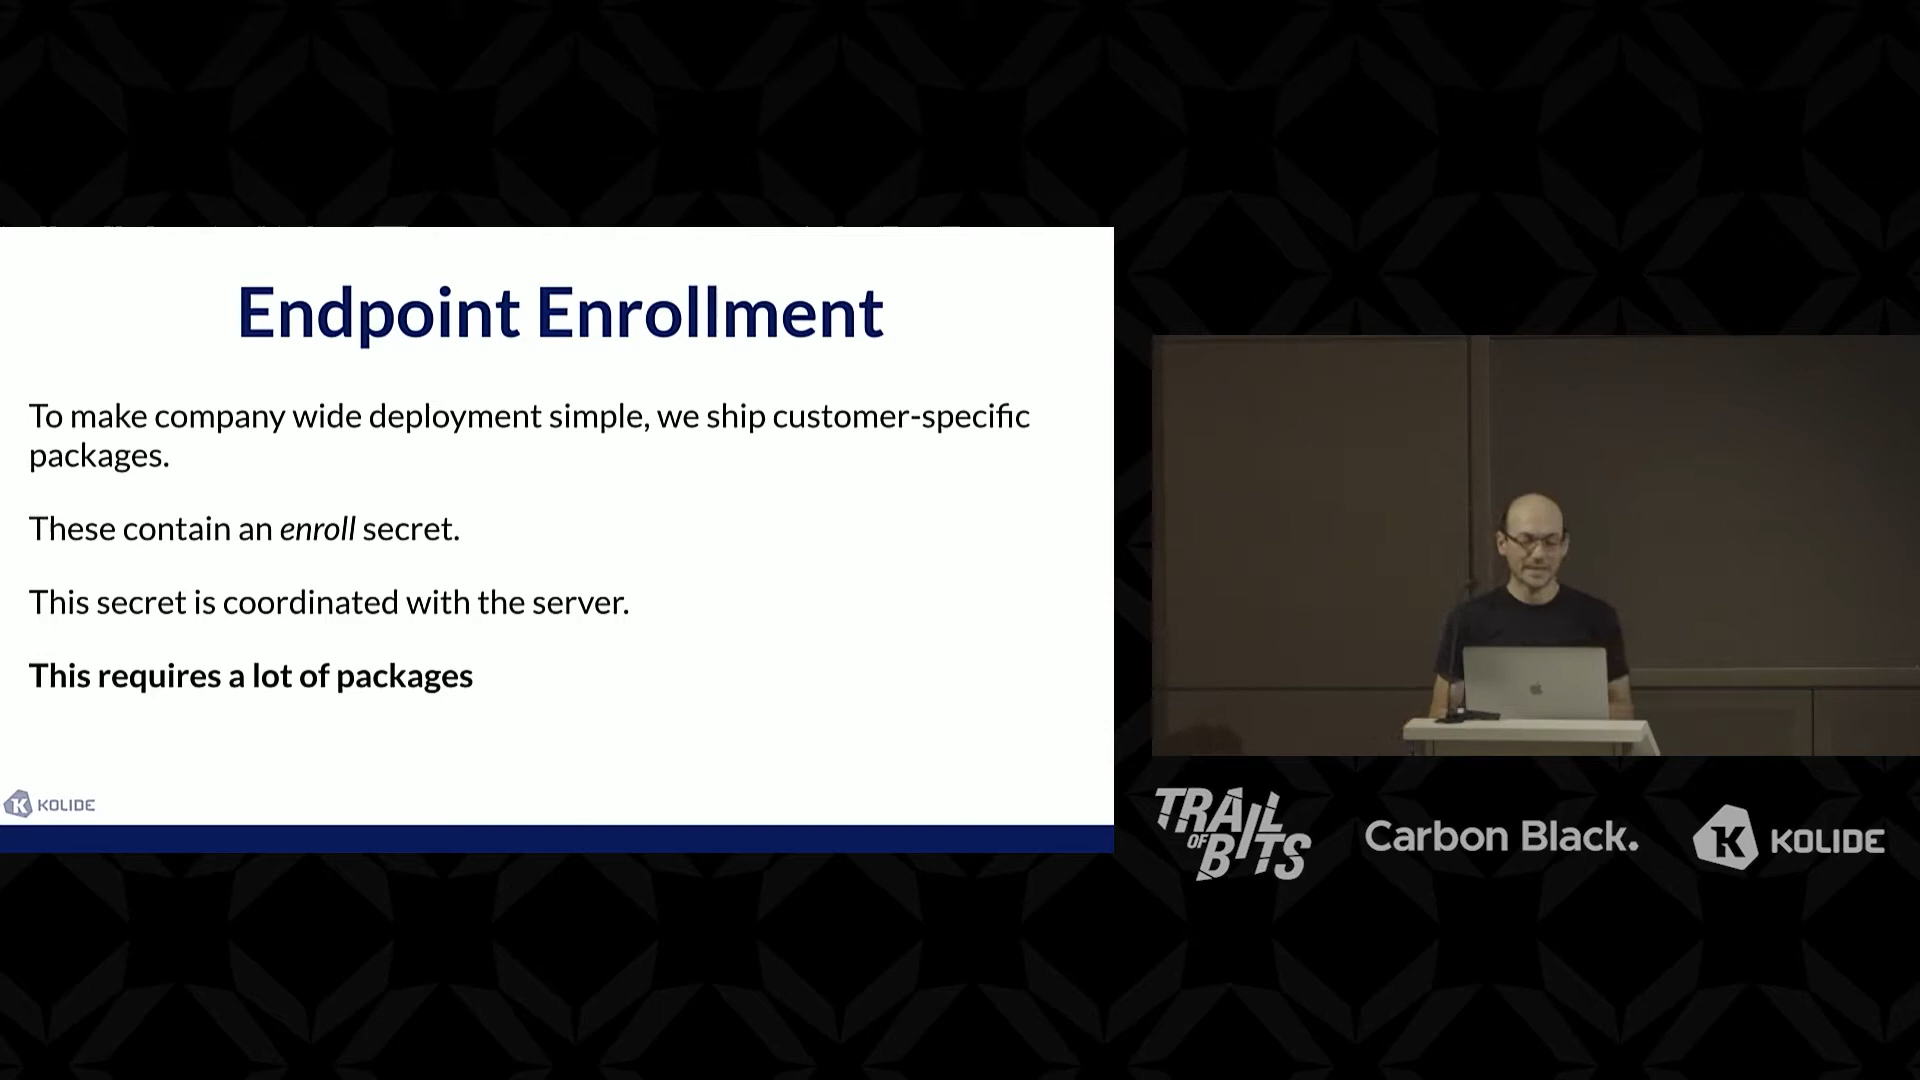 Endpoint Enrollment
To make company wide deployment simple, we ship customer-specific
packages.
These contain an enroll secret.
This secret is coordinated with the server.
This requires a lot of packages
KOLIDE
TRAIL
OF
BITS
Carbon Black.
KOLIDE